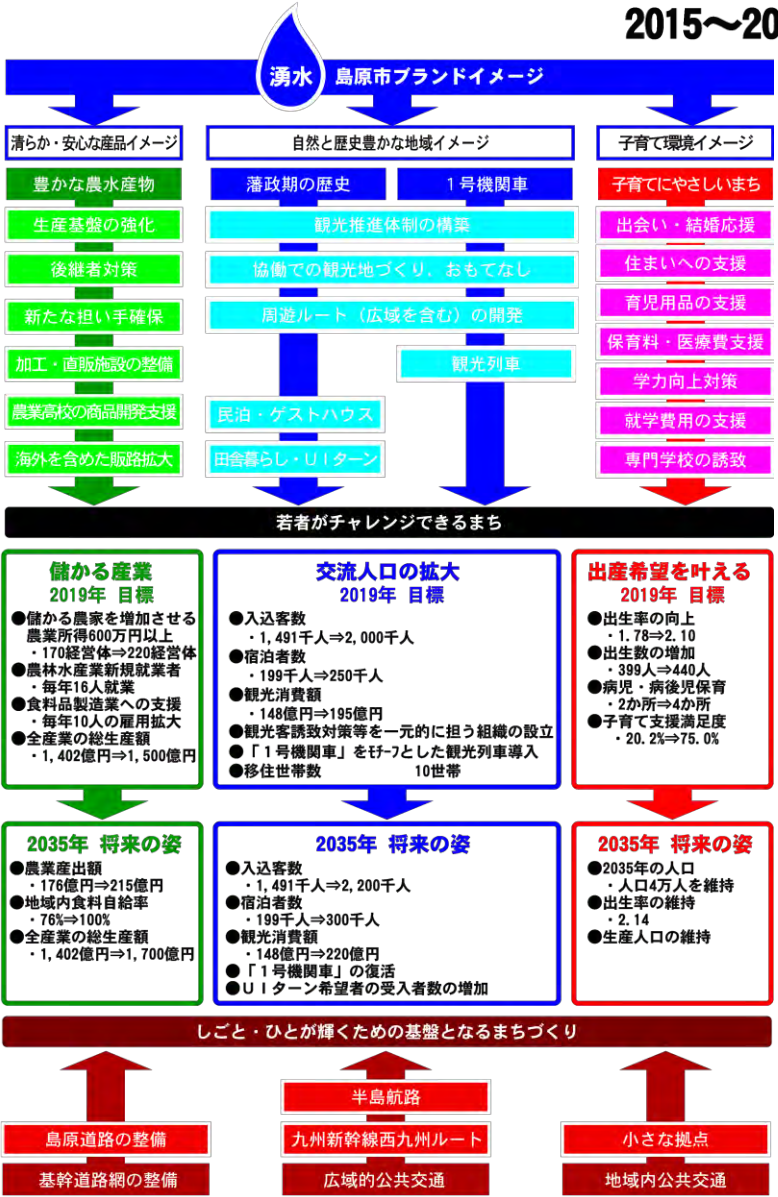 2015～20
湧水 島原市ブランドイメージ
清らか・安心な産品イメージ
自然と歴史豊かな地域イメージ
子育て環境イメージ
豊かな農水産物
藩政期の歴史
１号機関車
子育てにやさしいまち
生産基盤の強化
後継者対策
新たな担い手確保
加工・直販施設の整備
農業高校の商品開発支援
海外を含めた販路拡大
観光推進体制の構築
協働での観光地づくり，おもてなし
周遊ルート（広域を含む）の開発
観光列車
民泊・ゲストハウス
田舎暮らし・ＵＩターン
出会い・結婚応援
住まいへの支援
育児用品の支援
保育料・医療費支援
学力向上対策
就学費用の支援
専門学校の誘致
若者がチャレンジできるまち
儲かる産業
2019年 目標
●儲かる農家を増加させる
農業所得600万円以上
・170経営体⇒220経営体
●農林水産業新規就業者
・毎年16人就業
●食料品製造業への支援
・毎年10人の雇用拡大
●全産業の総生産額
・1,402億円⇒1,500億円
交流人口の拡大
2019年 目標
●入込客数
・1,491千人⇒2,000千人
●宿泊者数
・199千人⇒250千人
●観光消費額
・148億円⇒195億円
●観光客誘致対策等を一元的に担う組織の設立
●「１号機関車」をﾓﾁｰﾌとした観光列車導入
●移住世帯数 10世帯
出産希望を叶える
2019年 目標
●出生率の向上
・1.78⇒2.10
●出生数の増加
・399人⇒440人
●病児・病後児保育
・2か所⇒4か所
●子育て支援満足度
・20.2%⇒75.0%
2035年 将来の姿
●農業産出額
・176億円⇒215億円
●地域内食料自給率
・76%⇒100%
●全産業の総生産額
・1,402億円⇒1,700億円
2035年 将来の姿
●入込客数
・1,491千人⇒2,200千人
●宿泊者数
・199千人⇒300千人
●観光消費額
・148億円⇒220億円
●「１号機関車」の復活
●ＵＩターン希望者の受入者数の増加
2035年 将来の姿
●2035年の人口
・人口4万人を維持
●出生率の維持
・2.14
●生産人口の維持
しごと・ひとが輝くための基盤となるまちづくり
島原道路の整備
基幹道路網の整備
半島航路
九州新幹線西九州ルート
広域的公共交通
小さな拠点
地域内公共交通